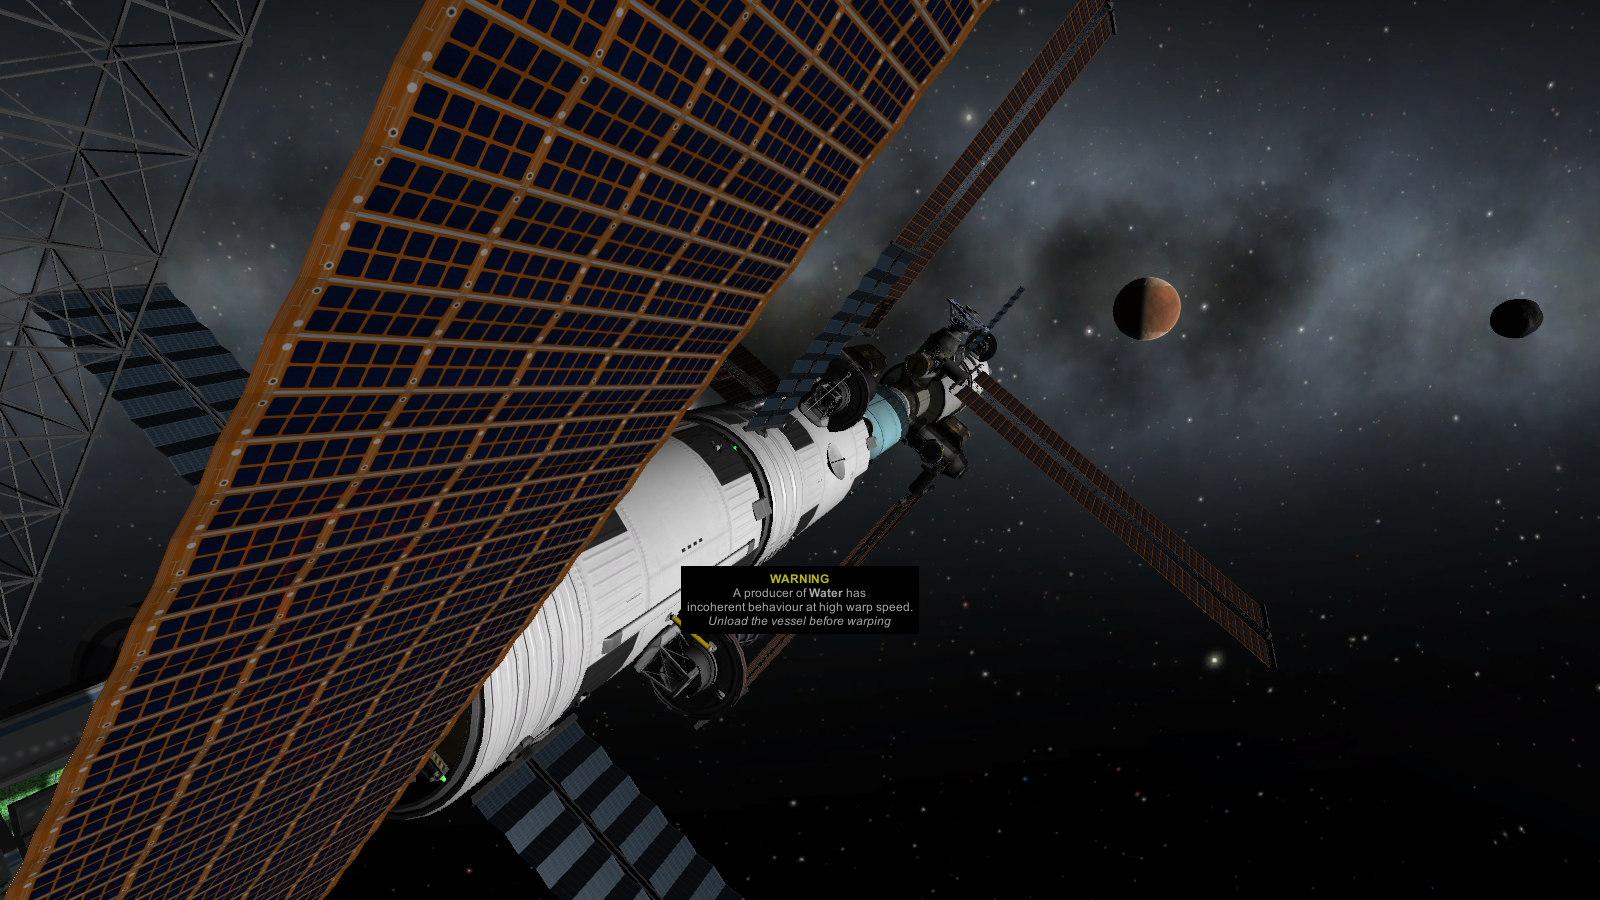 WARNING
A producer of Water has
incoherent behaviour at high warp speed.
Unload the vessel before warping